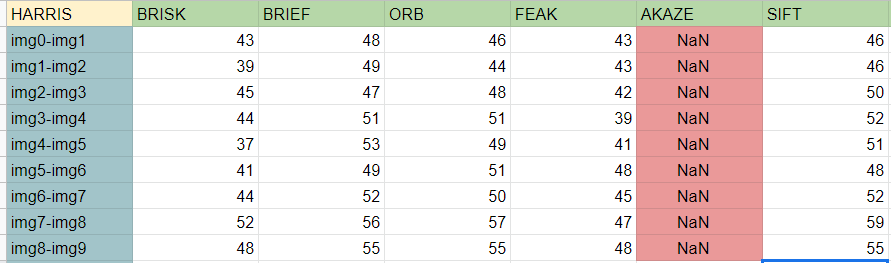 HARRIS BRISK BRIEF ORB FEAK AKAZE SIFT
img0-img1 43 48 46 43 NaN 46
img1-img2 39 49 44 43 NaN 46
img2-img3 45 47 48 42 NaN 50
img3-img4 44 51 51 39 NaN 52
img4-img5 37 53 49 41 NaN 51
img5-img6 41 49 51 48 NaN 48
img6-img7 44 52 50 45 NaN 52
img7-img8 52 56 57 47 NaN 59
img8-img9 48 55 55 48 NaN 55